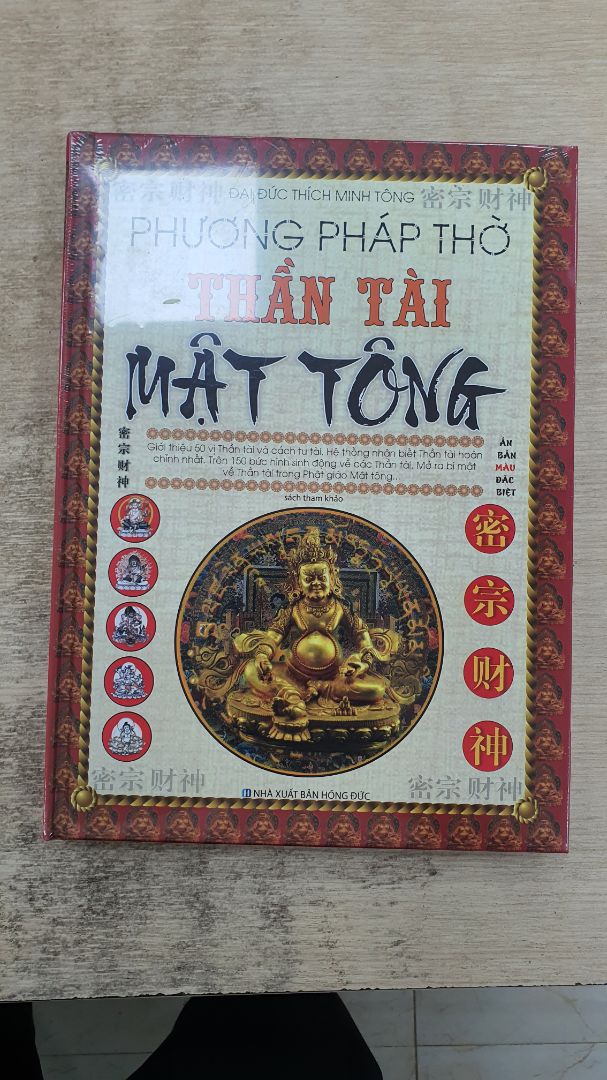 密宗财神 ĐẠI ĐỨC THÍCH MINH TÔNG 密宗财神
PHƯƠNG PHÁP THỜ
THẦN TÀI
MẬT TÔNG
Giới thiệu 50 vị Thần tài và cách tu tài. Hệ thống nhận biết Thần tài hoàn
chỉnh nhất. Trên 150 bức hình sinh động về các Thần tài. Mở ra bí mật
về Thần tài trong Phật giáo Mật tông...
sách tham khảo
密宗财神
ẤN
BẢN
MÀU
ĐẶC
BIỆT
密
宗
财
神
密宗财神
密宗财神
NHÀ XUẤT BẢN HỒNG ĐỨC